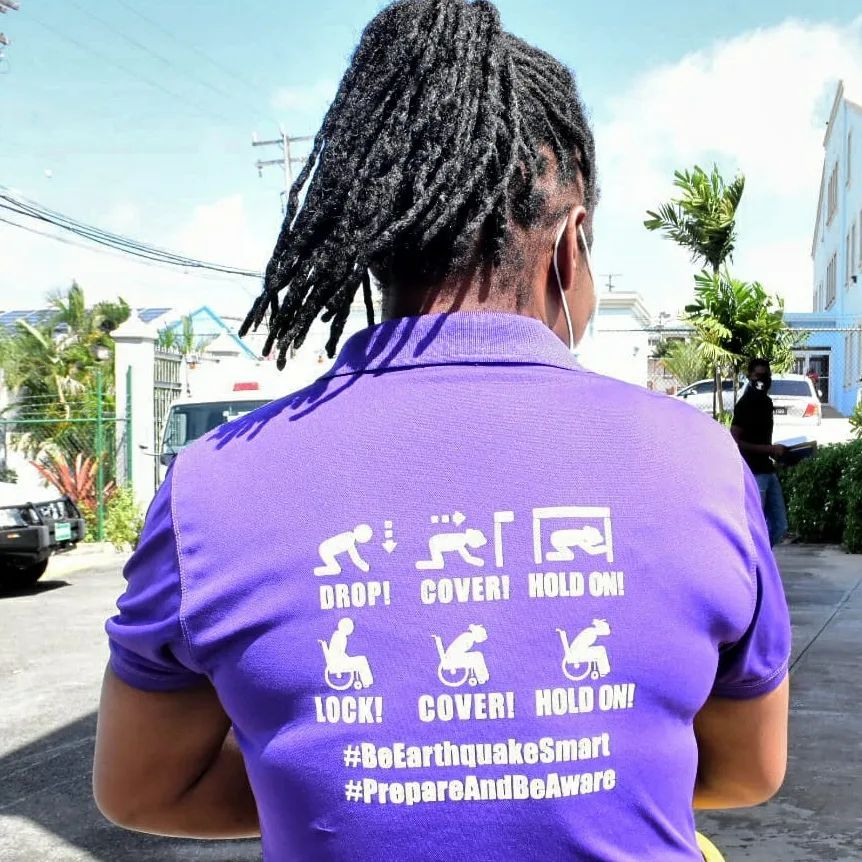 DROP! COVER! HOLD ON!
LOCK! COVER! HOLD ON!
#BeEarthquakeSmart
#PrepareAndBeAware